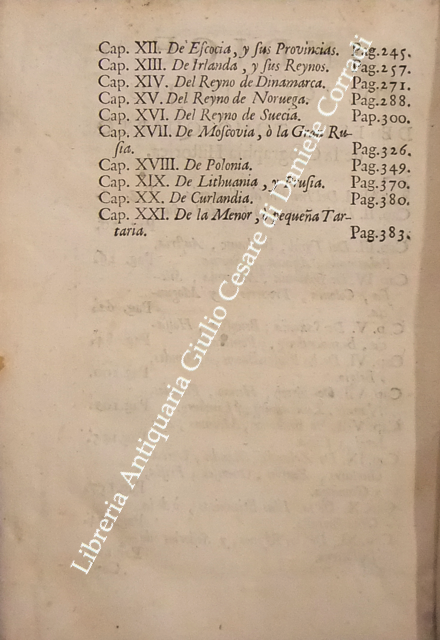 Cap. XII. De Eſcocia, y ſus Provincias. Pag.245.
Cap. XIII. De Irlanda, y ſus Reynos. Pag.257.
Cap. XIV. Del Reyno de Dinamarca. Pag.271.
Cap. XV. Del Reyno de Noruega. Pag.288.
Cap. XVI. Del Reyno de Suecia. Pap.300.
Cap. XVII. De Moſcovia, ò la Gran Ru-
ſia. Pag.326.
Cap. XVIII. De Polonia. Pag.349.
Cap. XIX. De Lithuania, y Pruſia. Pag.370.
Cap. XX. De Curlandia. Pag.380.
Cap. XXI. De la Menor, y pequeña Tar-
taria. Pag.383.
Libreria Antiquaria Giulio Cesare di Daniele Corradi